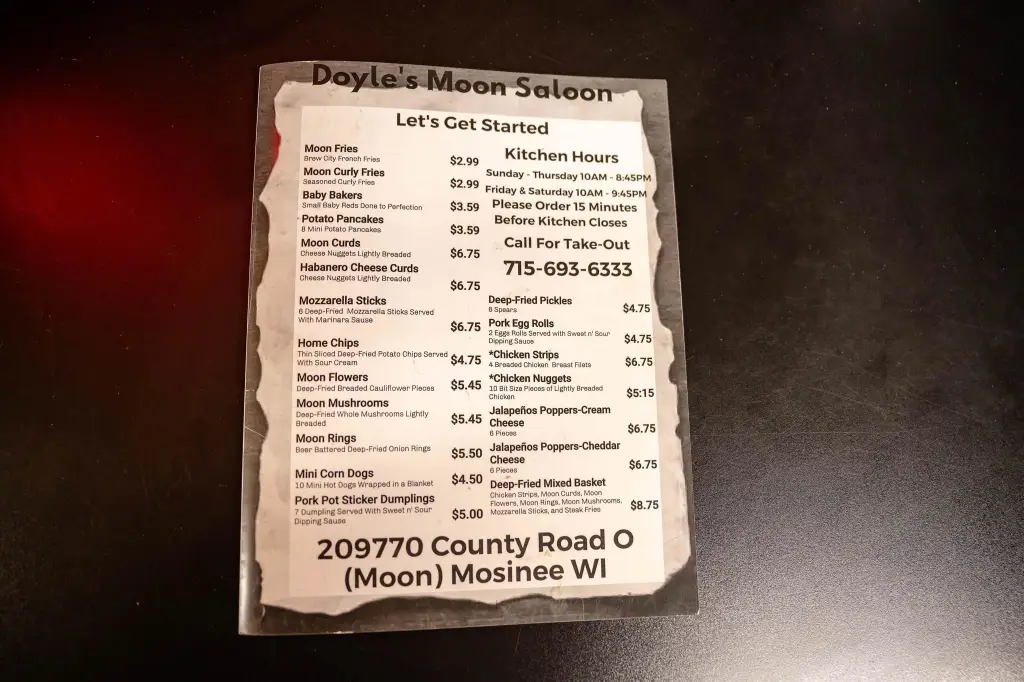 Doyle's Moon Saloon
Let's Get Started
Moon Fries
Brew City French Fries
$2.99
Moon Curly Fries
Seasoned Curly Fries
$2.99
Baby Bakers
Small Baby Reds Done to Perfection
$3.59
Potato Pancakes
8 Mini Potato Pancakes
$3.59
Moon Curds
Cheese Nuggets Lightly Breaded
$6.75
Habanero Cheese Curds
Cheese Nuggets Lightly Breaded
$6.75
Mozzarella Sticks
6 Deep-Fried Mozzarella Sticks Served
With Marinara Sause
$6.75
Home Chips
Thin Sliced Deep-Fried Potato Chips Served
With Sour Cream
$4.75
Moon Flowers
Deep-Fried Breaded Cauliflower Pieces
$5.45
Moon Mushrooms
Deep-Fried Whole Mushrooms Lightly
Breaded
$5.45
Moon Rings
Beer Battered Deep-Fried Onion Rings
$5.50
Mini Corn Dogs
10 Mini Hot Dogs Wrapped in a Blanket
$4.50
Pork Pot Sticker Dumplings
7 Dumpling Served With Sweet n' Sour
Dipping Sause
$5.00
Kitchen Hours
Sunday - Thursday 10AM - 8:45PM
Friday & Saturday 10AM - 9:45PM
Please Order 15 Minutes
Before Kitchen Closes
Call For Take-Out
715-693-6333
Deep-Fried Pickles
6 Spears
$4.75
Pork Egg Rolls
2 Eggs Rolls Served with Sweet n' Sour
Dipping Sauce
$4.75
*Chicken Strips
4 Breaded Chicken Breast Filets
$6.75
*Chicken Nuggets
10 Bit Size Pieces of Lightly Breaded
Chicken
$5:15
Jalapeños Poppers-Cream
Cheese
6 Pieces
$6.75
Jalapeños Poppers-Cheddar
Cheese
6 Pieces
$6.75
Deep-Fried Mixed Basket
Chicken Strips, Moon Curds, Moon
Flowers, Moon Rings, Moon Mushrooms,
Mozzarella Sticks, and Steak Fries
$8.75
209770 County Road O
(Moon) Mosinee WI